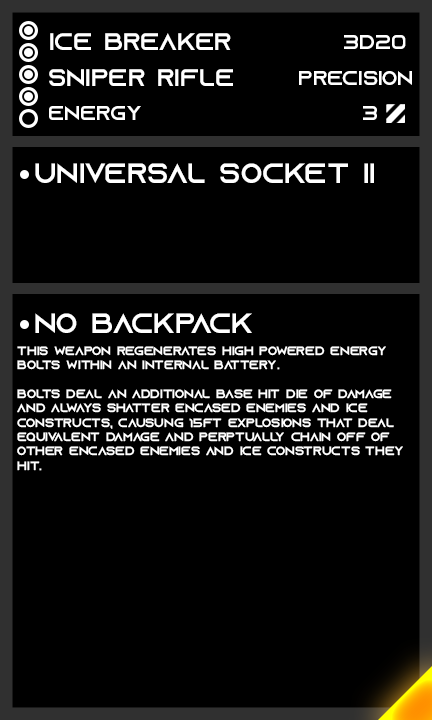 ICE BREAKER 3D20
SNIPER RIFLE PRECISION
ENERGY 3
•UNIVERSAL SOCKET II
•NO BACKPACK
THIS WEAPON REGENERATES HIGH POWERED ENERGY
BOLTS WITHIN AN INTERNAL BATTERY.
BOLTS DEAL AN ADDITIONAL BASE HIT DIE OF DAMAGE
AND ALWAYS SHATTER ENCASED ENEMIES AND ICE
CONSTRUCTS, CAUSUNG 15FT EXPLOSIONS THAT DEAL
EQUIVALENT DAMAGE AND PERPTUALLY CHAIN OFF OF
OTHER ENCASED ENEMIES AND ICE CONSTRUCTS THEY
HIT.